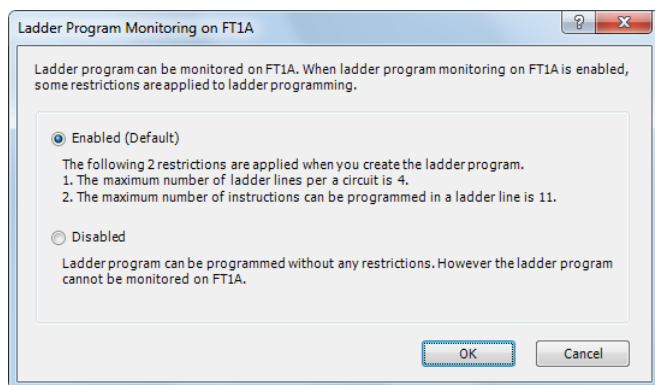 Ladder Program Monitoring on FT1A
Ladder program can be monitored on FT1A. When ladder program monitoring on FT1A is enabled,
some restrictions are applied to ladder programming.
Enabled (Default)
The following 2 restrictions are applied when you create the ladder program.
1. The maximum number of ladder lines per a circuit is 4.
2. The maximum number of instructions can be programmed in a ladder line is 11.
Disabled
Ladder program can be programmed without any restrictions. However the ladder program
cannot be monitored on FT1A.
OK
Cancel